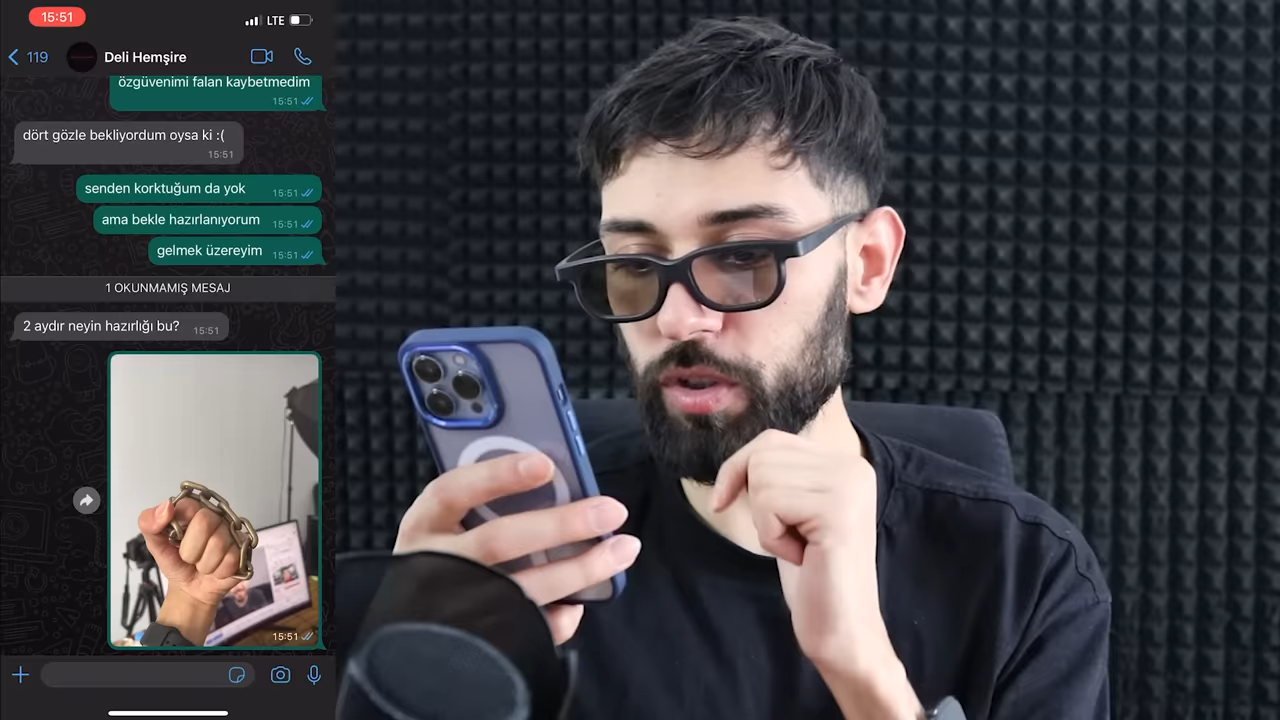 15:51
LTE
119
Deli Hemşire
özgüvenimi falan kaybetmedim
15:51
dört gözle bekliyordum oysa ki :(
15:51
senden korktuğum da yok
15:51
ama bekle hazırlanıyorum
15:51
gelmek üzereyim
15:51
1 OKUNMAMIŞ MESAJ
2 aydır neyin hazırlığı bu?
15:51
15:51